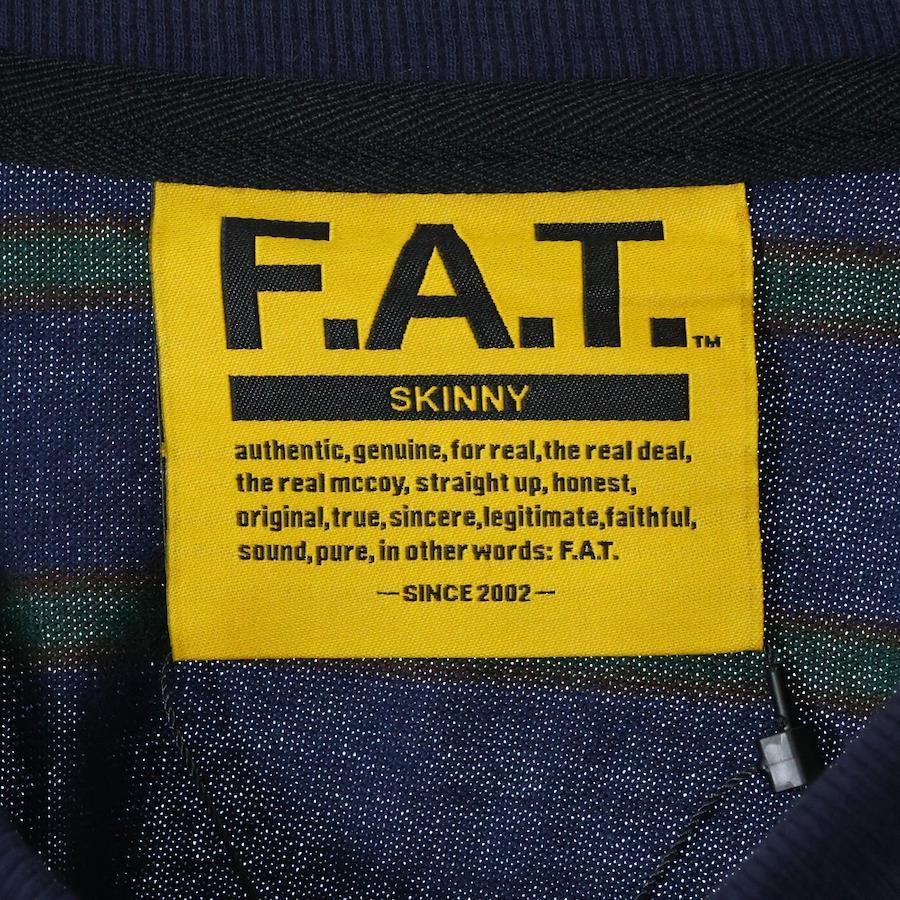 F.A.T.™
SKINNY
authentic,genuine,for real,the real deal,
the real mccoy, straight up, honest,
original,true,sincere,legitimate,faithful,
sound,pure, in other words: F.A.T.
—SINCE 2002—